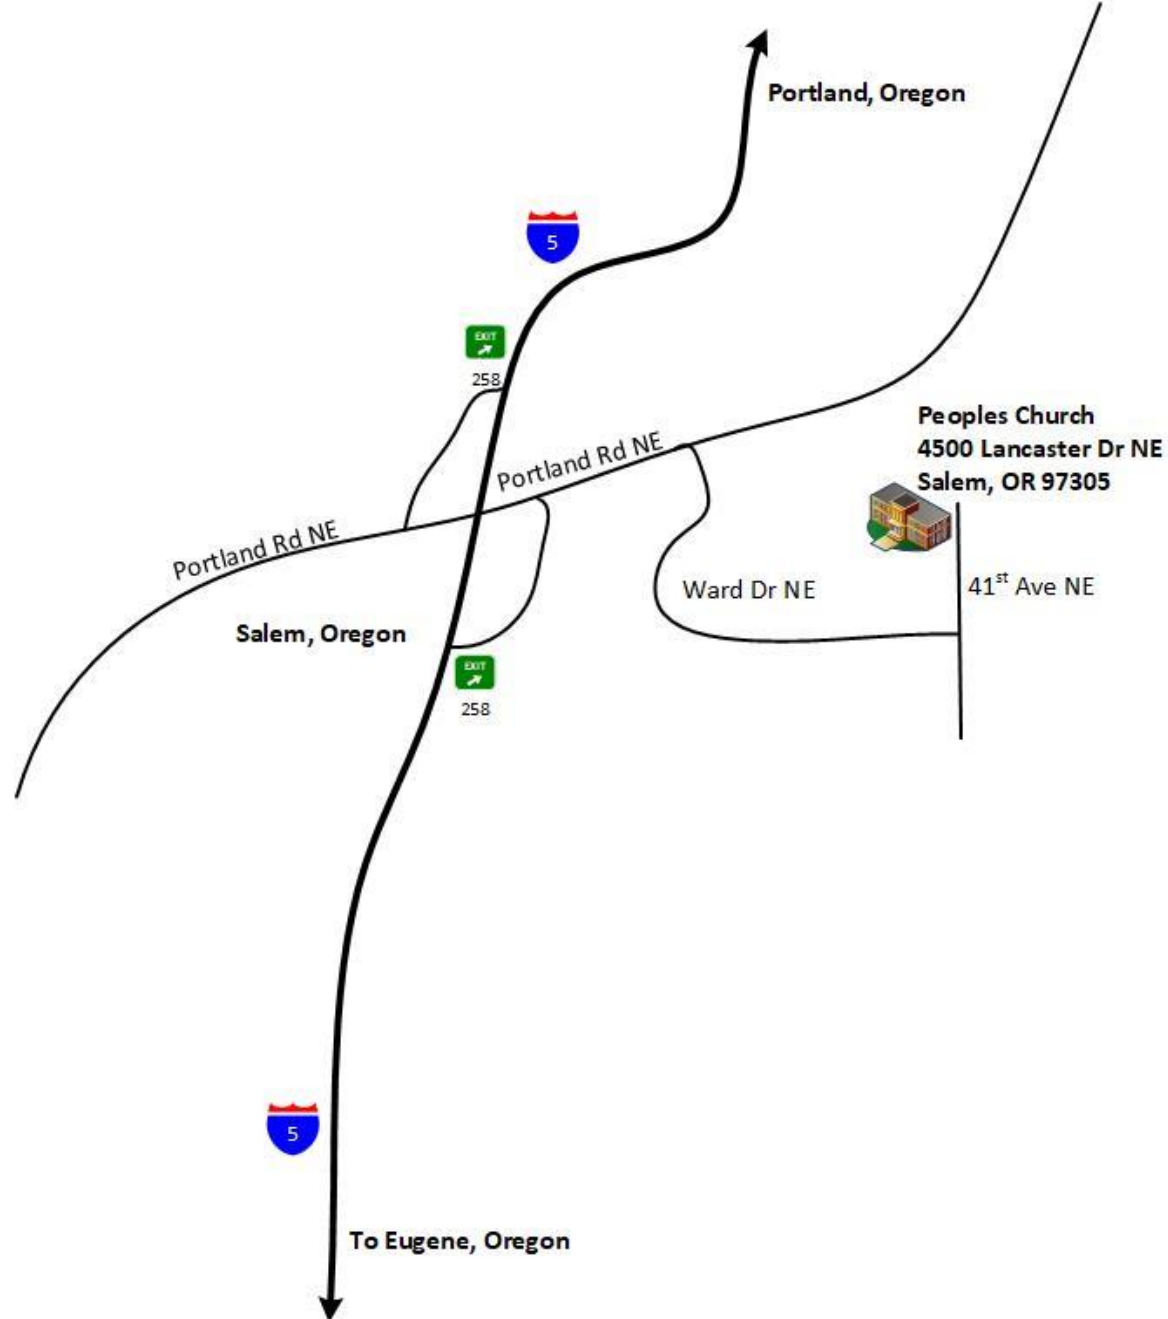 Portland, Oregon
5
EXIT
258
Peoples Church
4500 Lancaster Dr NE
Salem, OR 97305
Portland Rd NE
Portland Rd NE
Ward Dr NE
41st Ave NE
Salem, Oregon
EXIT
258
5
To Eugene, Oregon